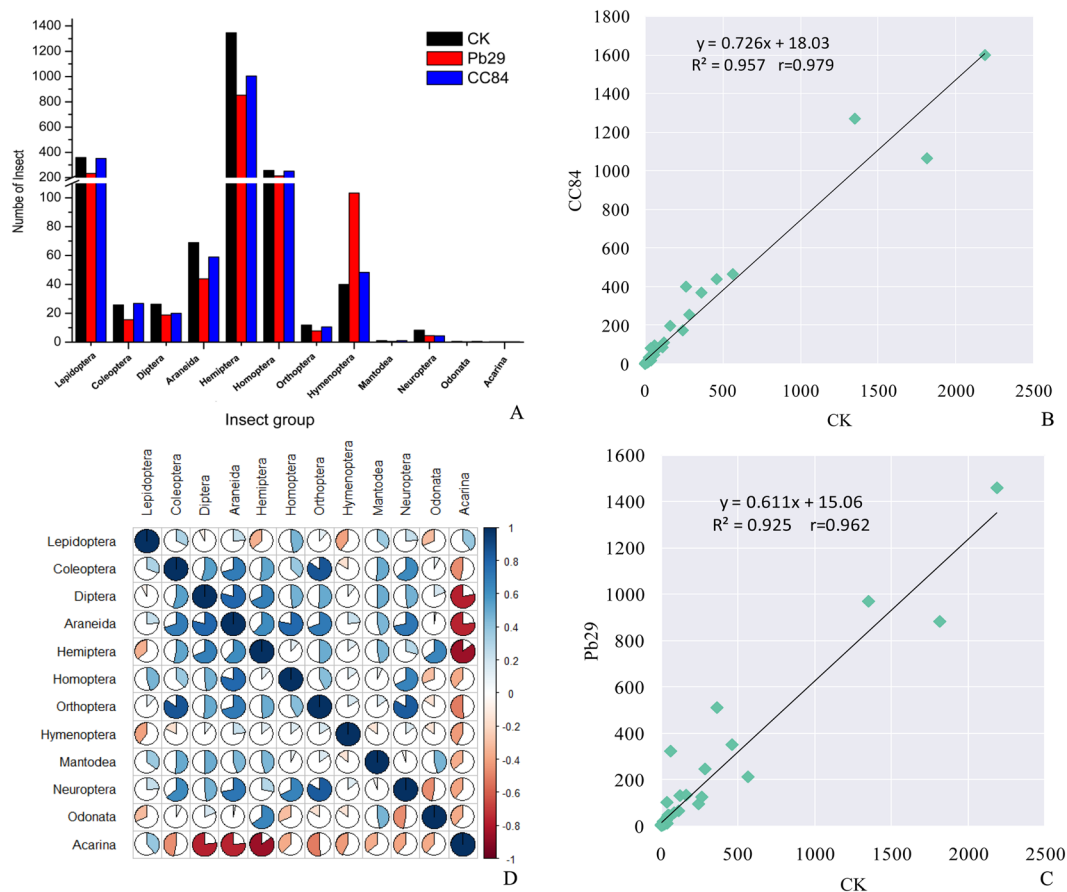 1400
1200
1000
800
600
400
200
100
80
60
40
20
0
Numbe of Insect
CK
Pb29
CC84
Lepidoptera
Coleoptera
Diptera
Araneida
Hemiptera
Homoptera
Orthoptera
Hymenoptera
Mantodea
Neuroptera
Odonata
Acarina
Insect group
A
1800
1600
1400
1200
1000
800
600
400
200
0
CC84
y = 0.726x + 18.03
R² = 0.957 r=0.979
0 500 1000 1500 2000 2500
CK
B
Lepidoptera
Coleoptera
Diptera
Araneida
Hemiptera
Homoptera
Orthoptera
Hymenoptera
Mantodea
Neuroptera
Odonata
Acarina
Lepidoptera
Coleoptera
Diptera
Araneida
Hemiptera
Homoptera
Orthoptera
Hymenoptera
Mantodea
Neuroptera
Odonata
Acarina
1
0.8
0.6
0.4
0.2
0
-0.2
-0.4
-0.6
-0.8
-1
D
1600
1400
1200
1000
800
600
400
200
0
Pb29
y = 0.611x + 15.06
R² = 0.925 r=0.962
0 500 1000 1500 2000 2500
CK
C